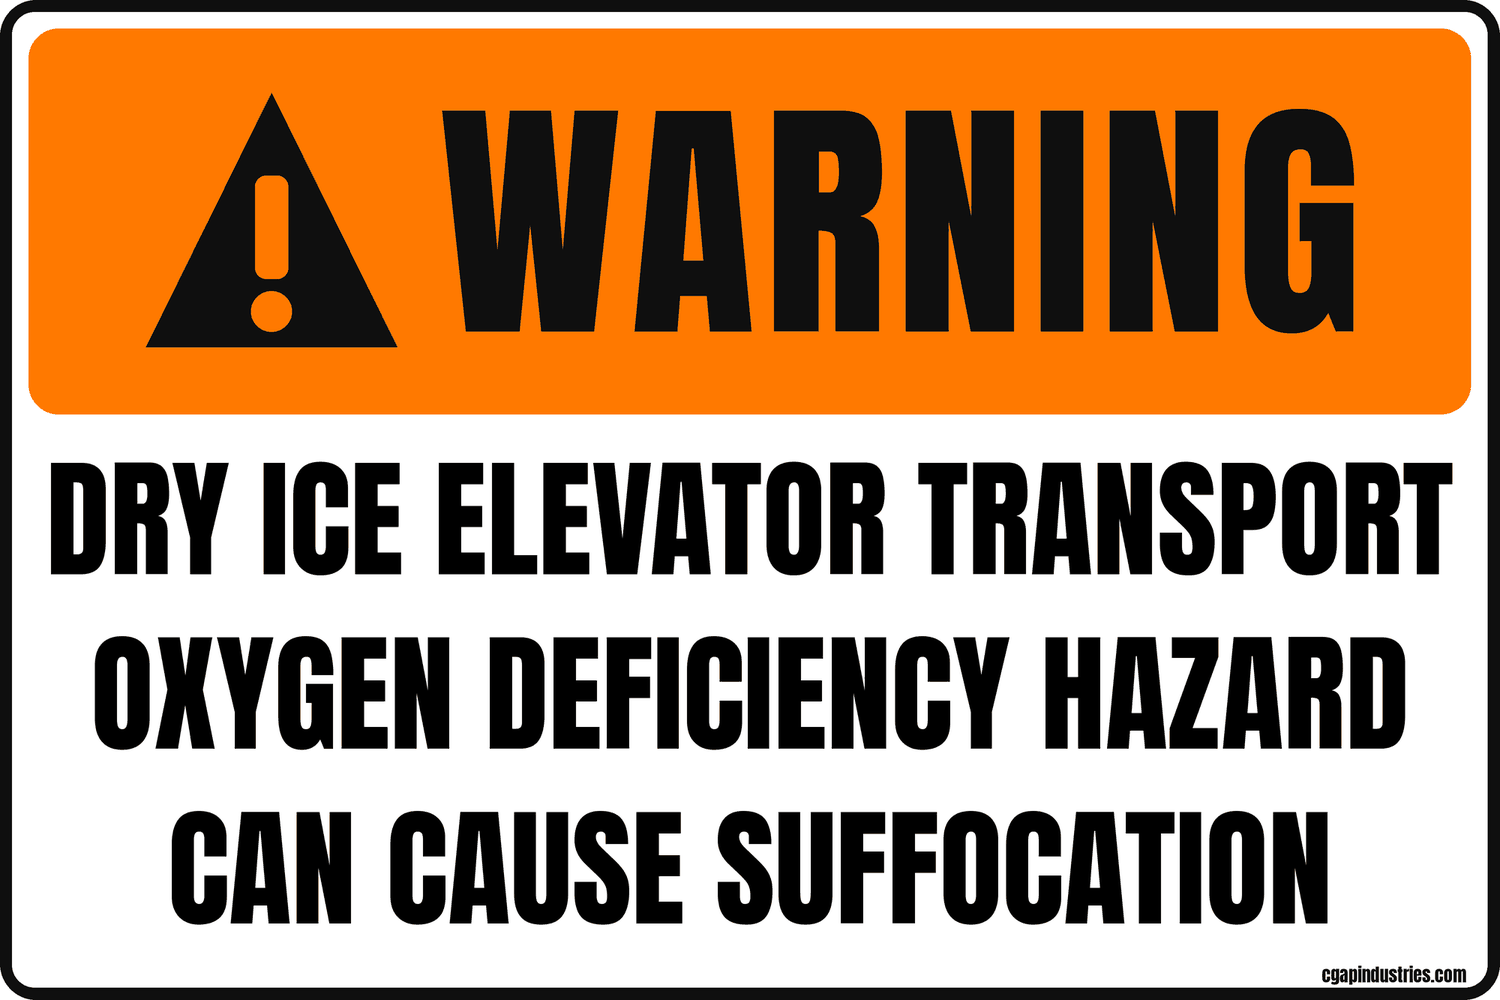 WARNING
DRY ICE ELEVATOR TRANSPORT
OXYGEN DEFICIENCY HAZARD
CAN CAUSE SUFFOCATION
cgapindustries.com